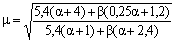 μ = √(5,4(α+4)+β(0,25α+1,2) / 5,4(α+1)+β(α+2,4))